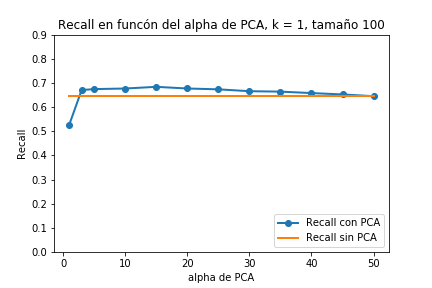 Recall en funcón del alpha de PCA, k = 1, tamaño 100
0.9
0.8
0.7
0.6
0.5
0.4
0.3
0.2
0.1
0.0
Recall
0 10 20 30 40 50
alpha de PCA
Recall con PCA
Recall sin PCA